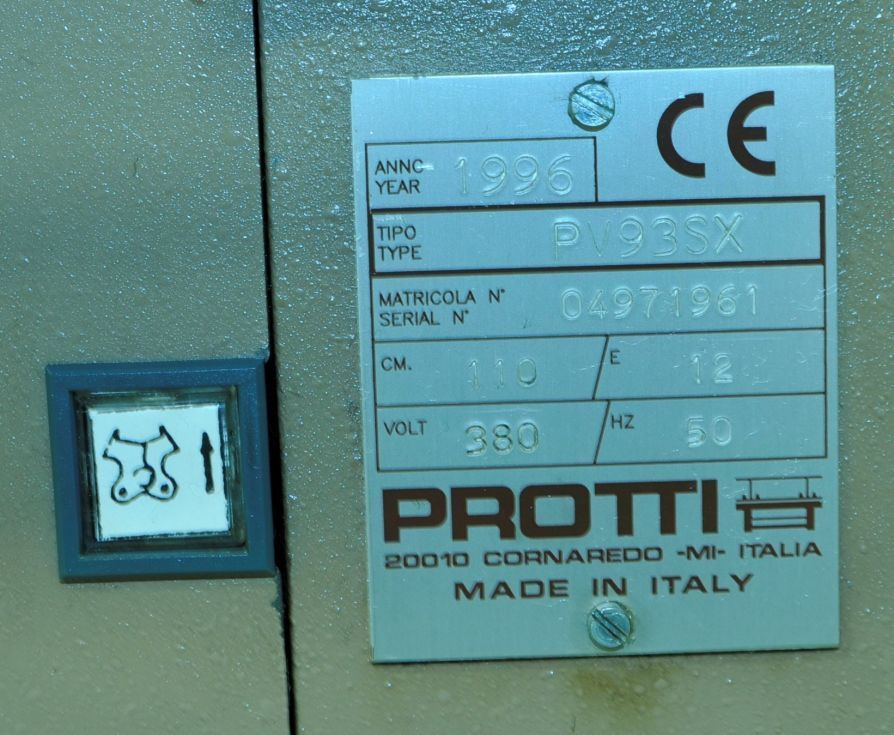 CE
ANNO 1996
YEAR
TIPO PV93SX
TYPE
MATRICOLA N° 04971961
SERIAL N°
CM. 110 / E 12
VOLT 380 / HZ 50
PROTTI
20010 CORNAREDO -MI- ITALIA
MADE IN ITALY